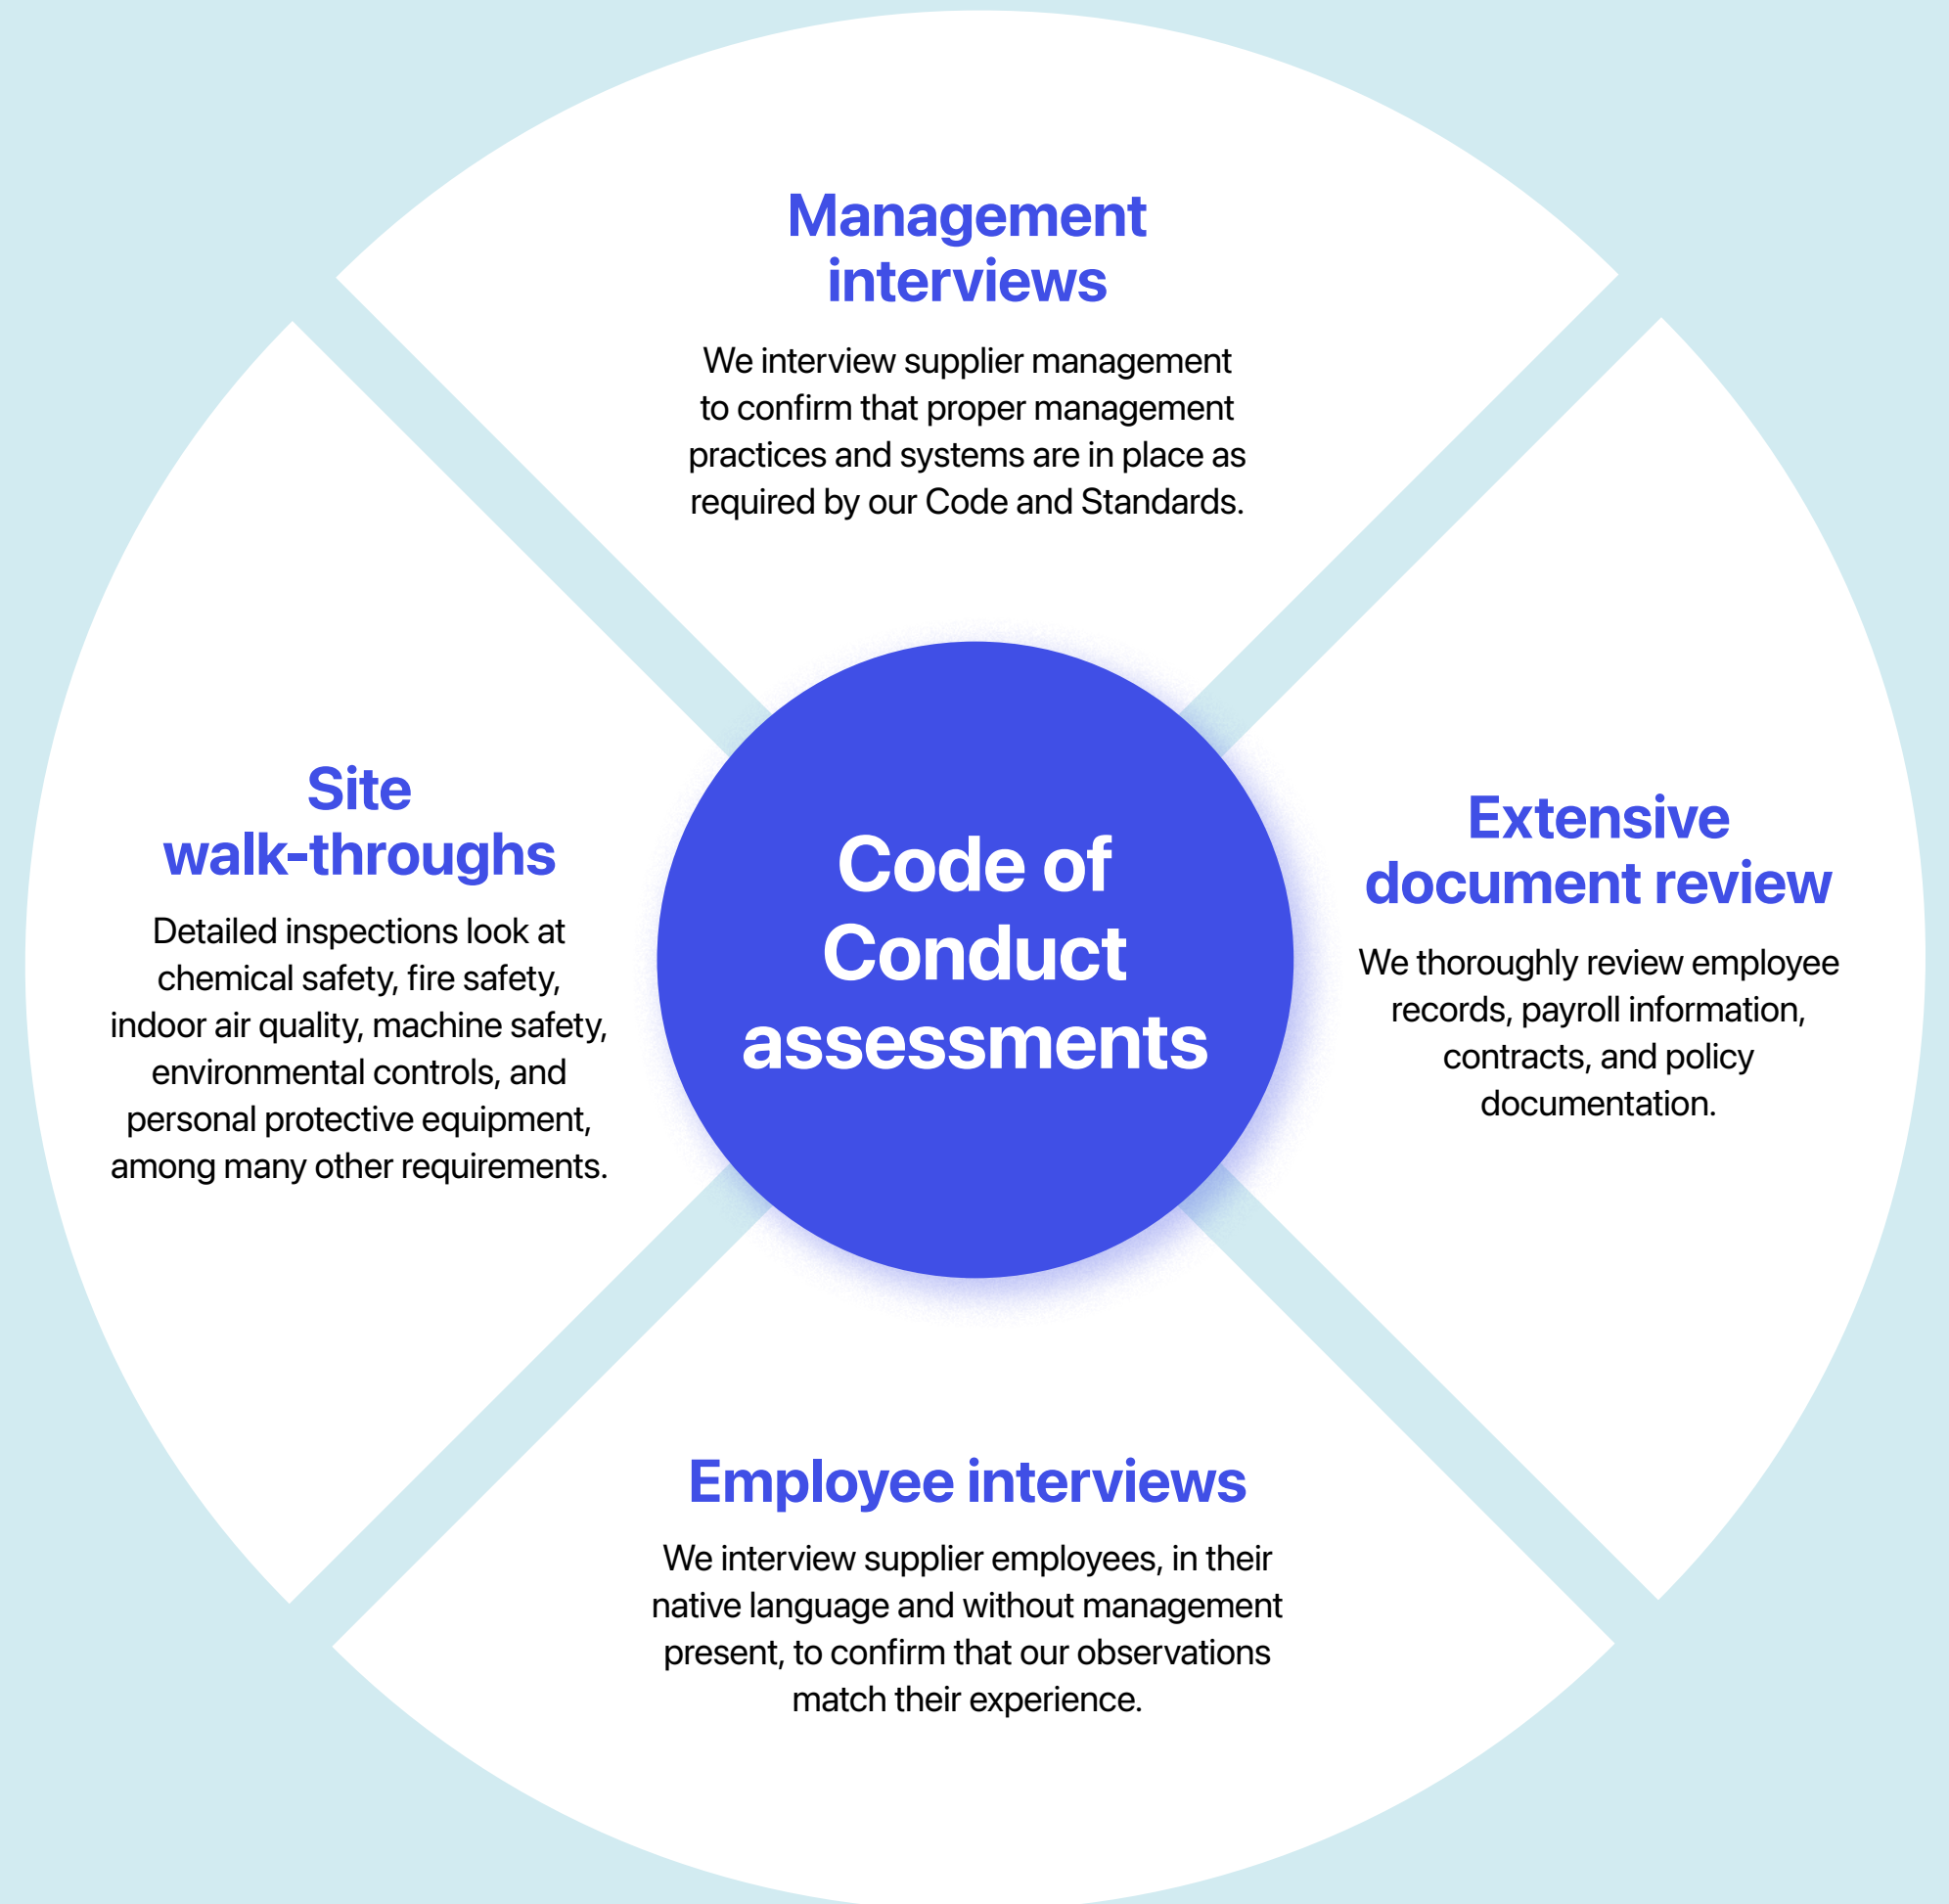 Management
interviews
We interview supplier management
to confirm that proper management
practices and systems are in place as
required by our Code and Standards.
Site
walk-throughs
Detailed inspections look at
chemical safety, fire safety,
indoor air quality, machine safety,
environmental controls, and
personal protective equipment,
among many other requirements.
Code of
Conduct
assessments
Extensive
document review
We thoroughly review employee
records, payroll information,
contracts, and policy
documentation.
Employee interviews
We interview supplier employees, in their
native language and without management
present, to confirm that our observations
match their experience.